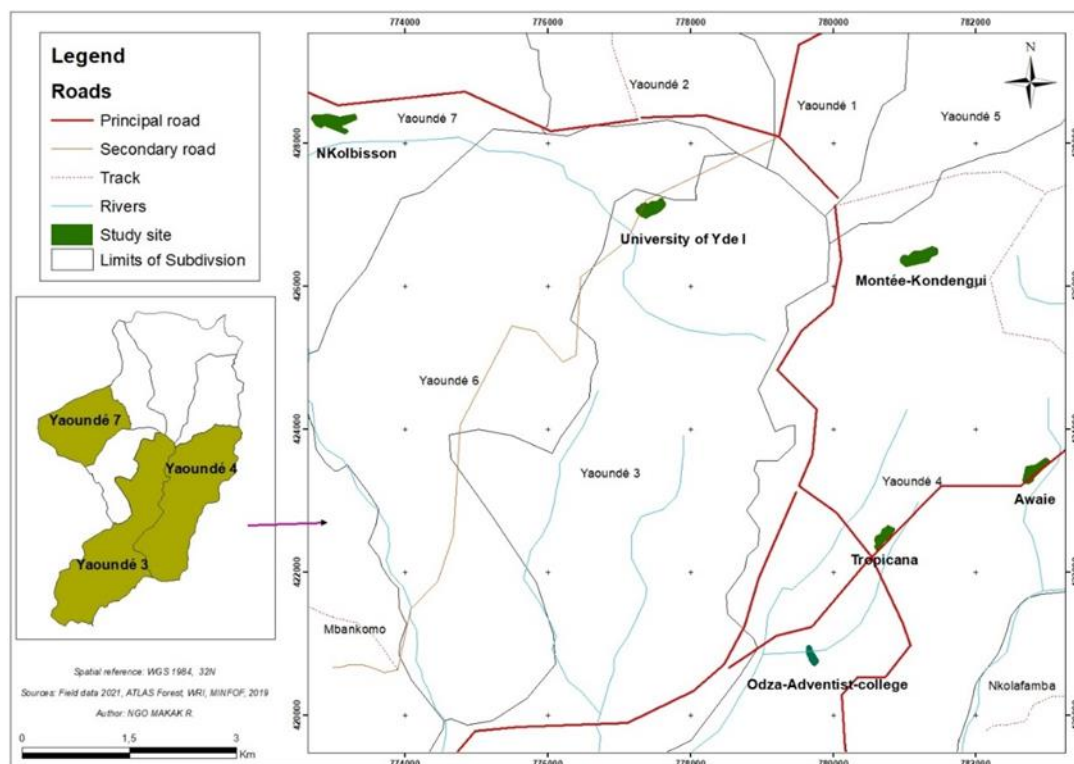 774000 776000 778000 780000 782000
Legend
Roads
Principal road
Secondary road
Track
Rivers
Study site
Limits of Subdivsion
N
Yaoundé 2
Yaoundé 1
Yaoundé 7
Yaoundé 5
428000
428000
NKolbisson
University of Yde I
Montée-Kondengui
426000
Yaoundé 6
424000
Yaoundé 3
Yaoundé 4
Awaie
Tropicana
422000
Mbankomo
Odza-Adventist-college
Nkolafamba
420000
420000
774000 776000 778000 780000 782000
Yaoundé 7
Yaoundé 4
Yaoundé 3
Spatial reference: WGS 1984, 32N
Sources: Field data 2021, ATLAS Forest, WRI, MINFOF, 2019
Author: NGO MAKAK R.
0 1,5 3
Km